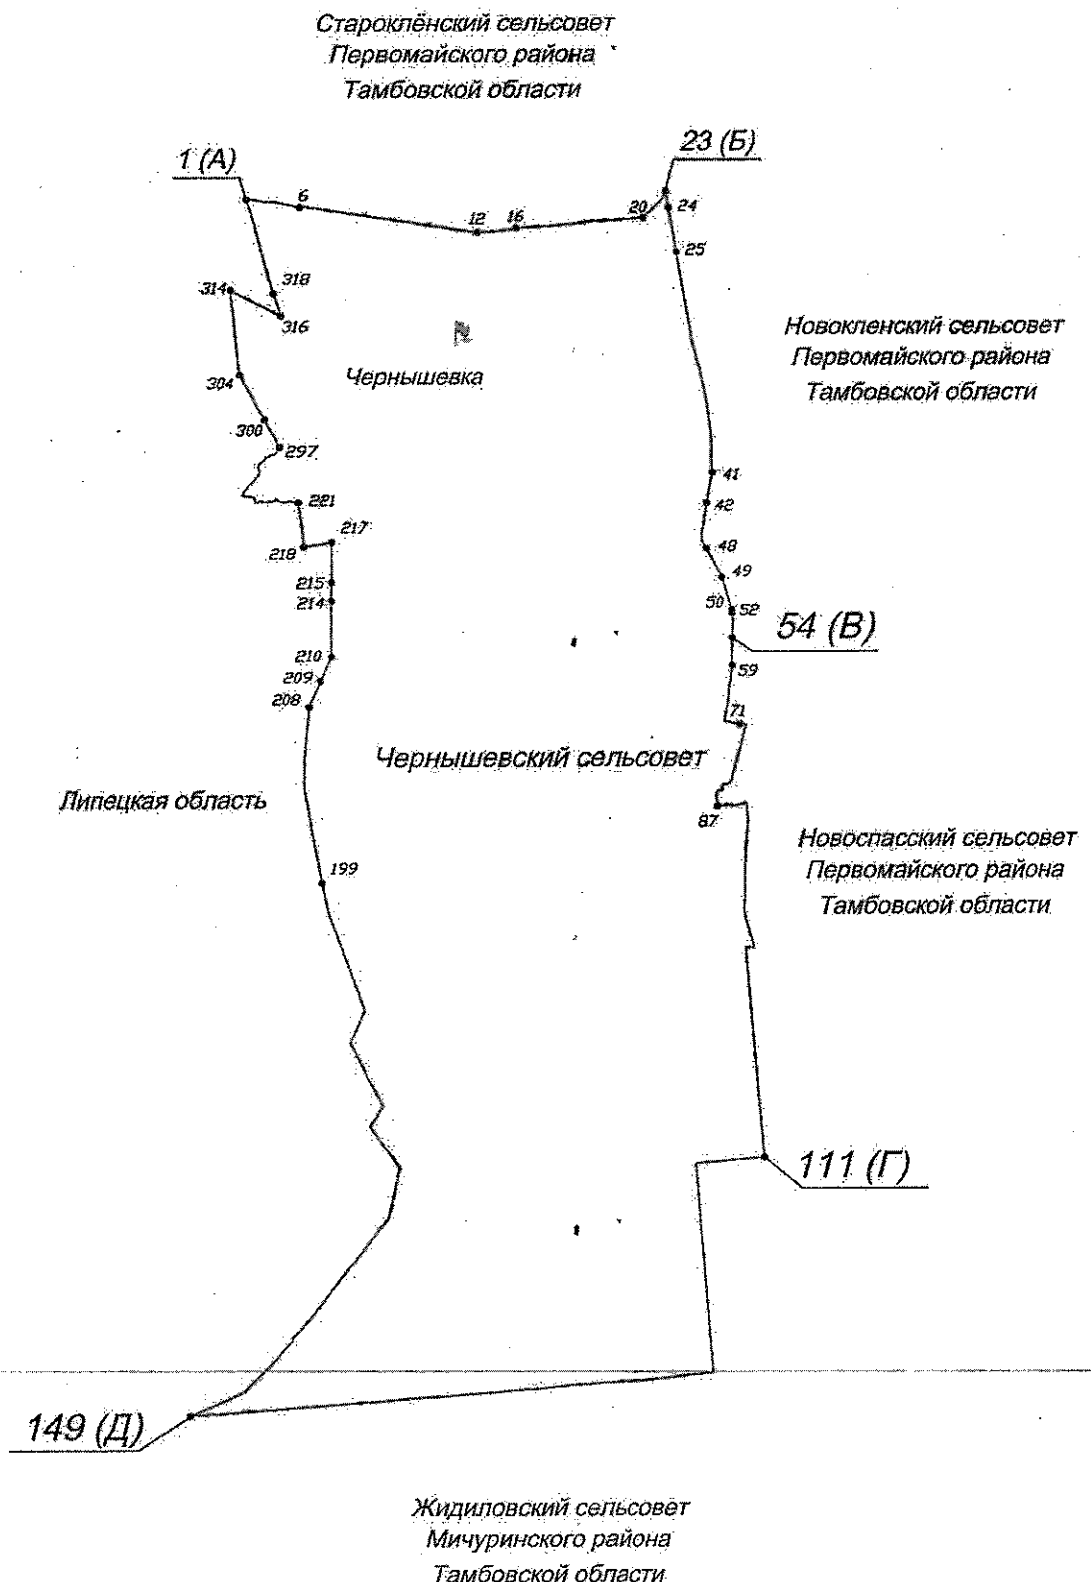 Староклёнский сельсовет
Первомайского района
Тамбовской области
23 (Б)
1 (А)
6
12
16
20
24
25
318
314
316
Новокленский сельсовет
Первомайского района
Тамбовской области
Чернышевка
304
300
297
41
221
42
217
218
48
49
215
214
50
52
54 (В)
210
59
209
208
71
Чернышевский сельсовет
Липецкая область
87
Новоспасский сельсовет
Первомайского района
Тамбовской области
199
111 (Г)
149 (Д)
Жидиловский сельсовет
Мичуринского района
Тамбовской области